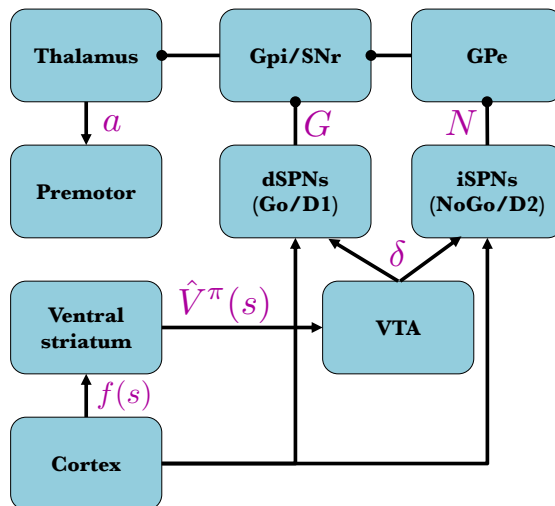 Thalamus
Gpi/SNr
GPe
a
G
N
Premotor
dSPNs
(Go/D1)
iSPNs
(NoGo/D2)
δ
Ventral
striatum
V̂^π(s)
VTA
f(s)
Cortex